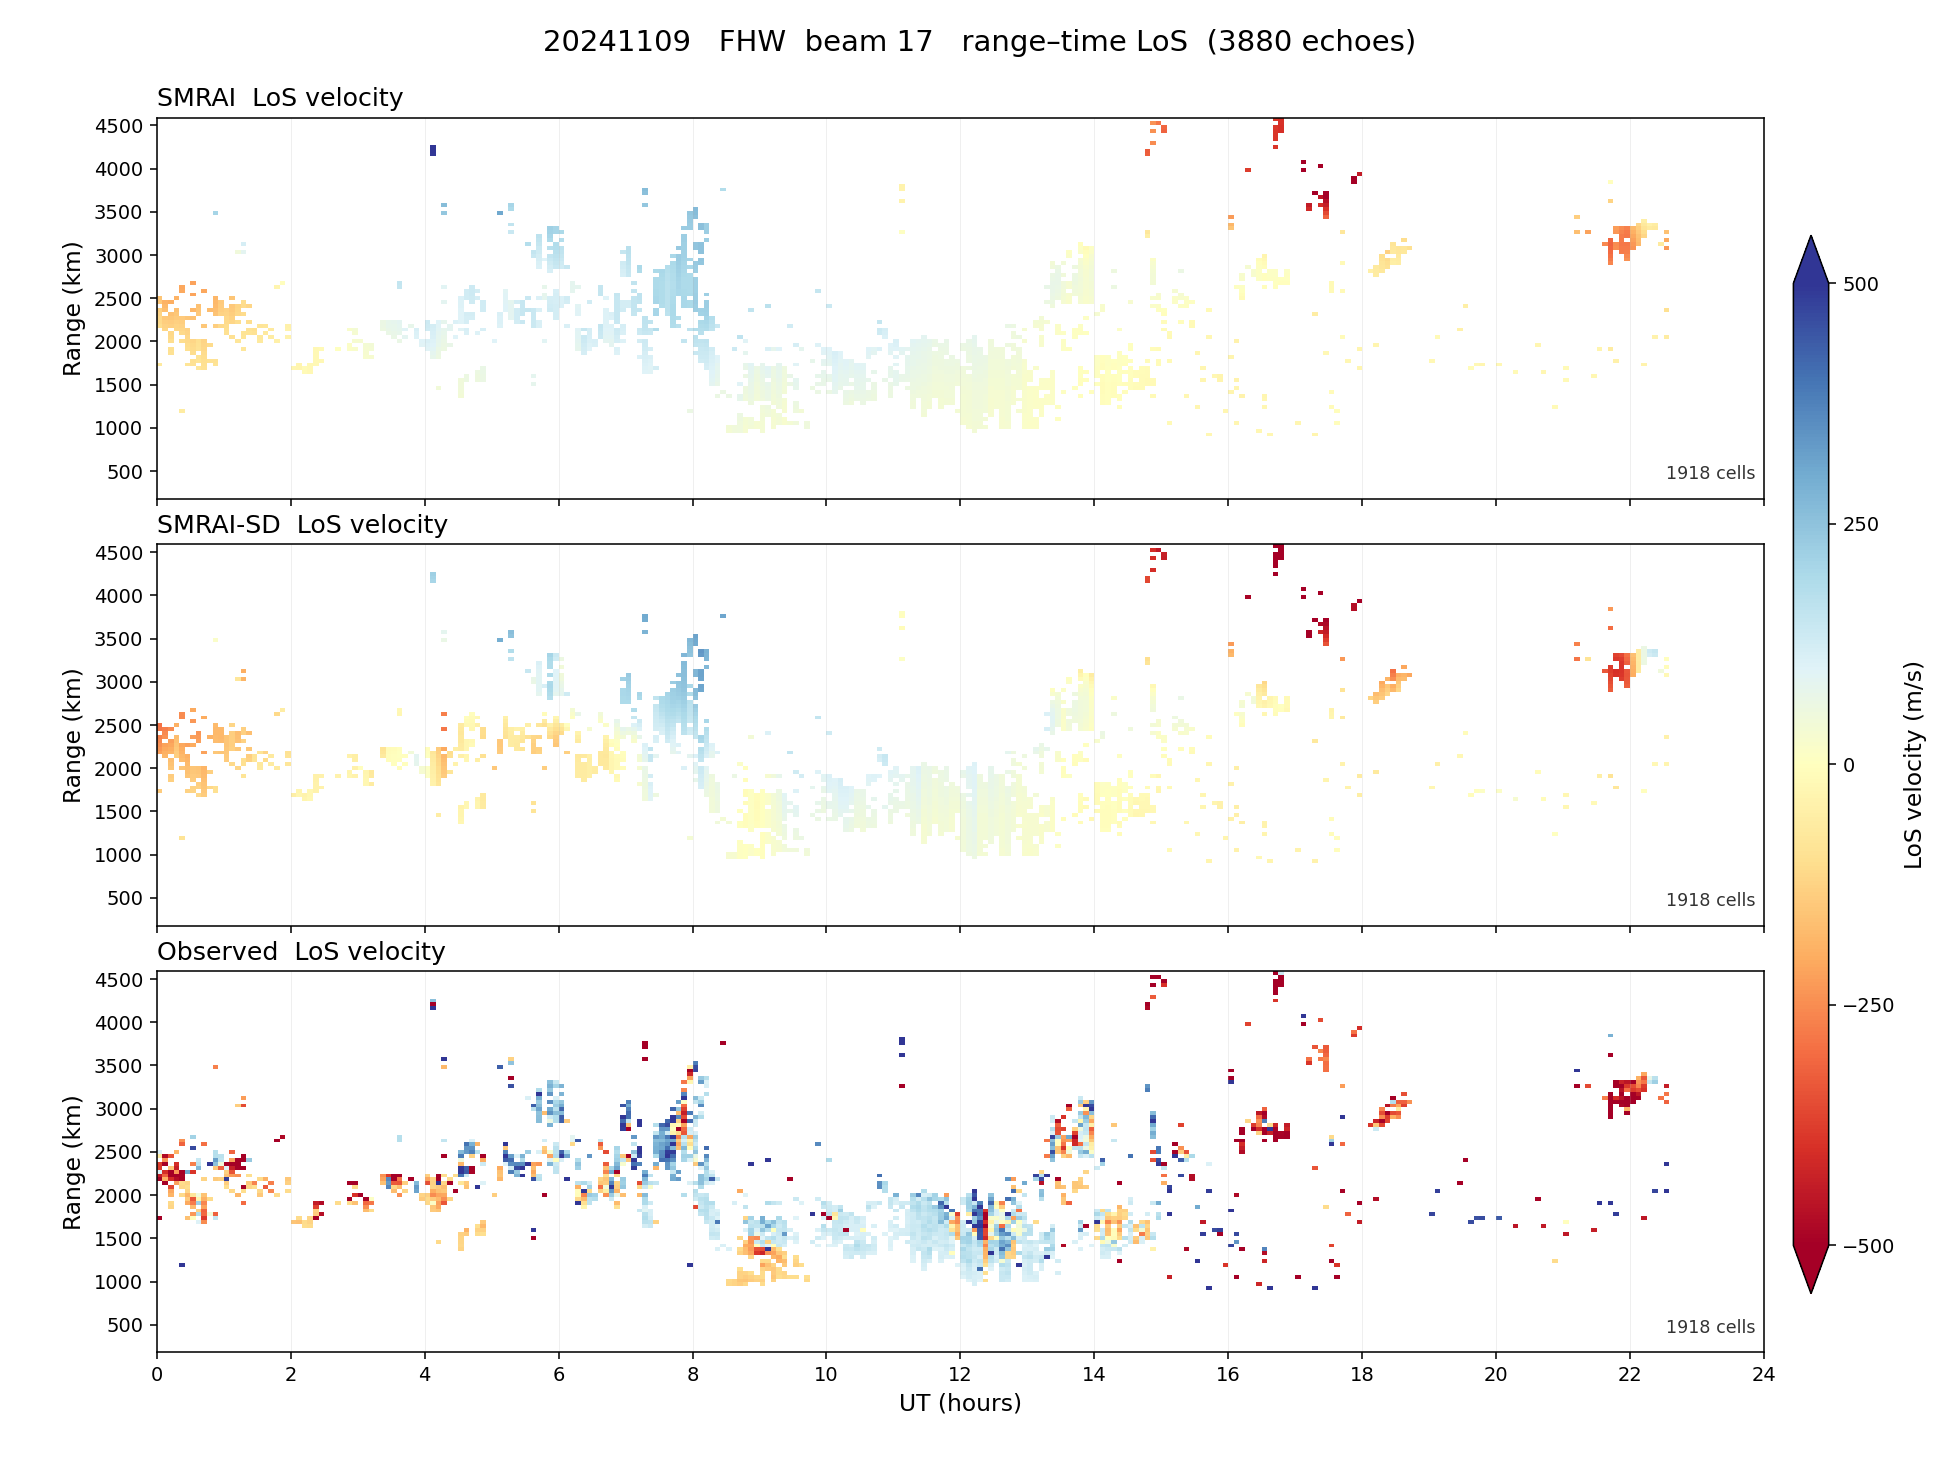 20241109   FHW  beam 17   range–time LoS  (3880 echoes)
SMRAI  LoS velocity
4500
4000
3500
3000
2500
2000
1500
1000
500
Range (km)
1918 cells
SMRAI-SD  LoS velocity
4500
4000
3500
3000
2500
2000
1500
1000
500
Range (km)
1918 cells
Observed  LoS velocity
4500
4000
3500
3000
2500
2000
1500
1000
500
Range (km)
1918 cells
0 2 4 6 8 10 12 14 16 18 20 22 24
UT (hours)
500
250
0
−250
−500
LoS velocity (m/s)